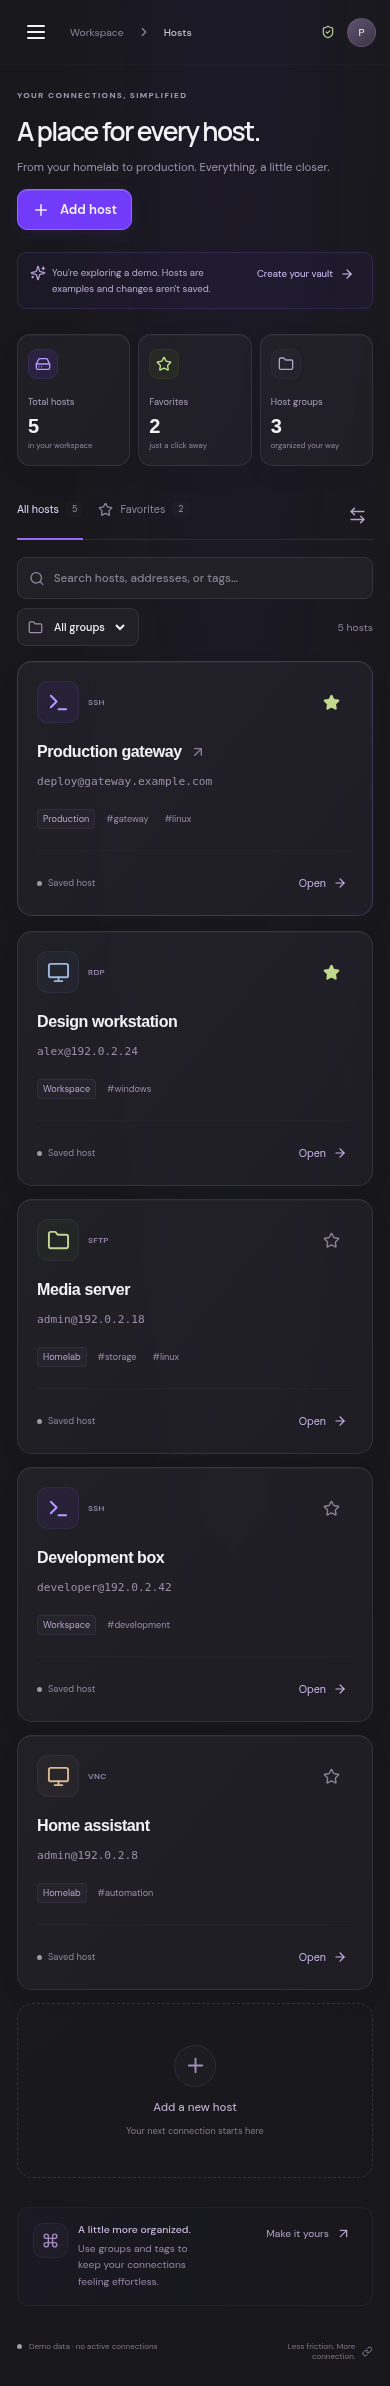 Workspace > Hosts P
YOUR CONNECTIONS, SIMPLIFIED
A place for every host.
From your homelab to production. Everything, a little closer.
+ Add host
You're exploring a demo. Hosts are
examples and changes aren't saved.
Create your vault →
Total hosts
5
in your workspace
Favorites
2
just a click away
Host groups
3
organized your way
All hosts 5 Favorites 2
Search hosts, addresses, or tags...
All groups 5 hosts
SSH
Production gateway
deploy@gateway.example.com
Production #gateway #linux
Saved host Open →
RDP
Design workstation
alex@192.0.2.24
Workspace #windows
Saved host Open →
SFTP
Media server
admin@192.0.2.18
Homelab #storage #linux
Saved host Open →
SSH
Development box
developer@192.0.2.42
Workspace #development
Saved host Open →
VNC
Home assistant
admin@192.0.2.8
Homelab #automation
Saved host Open →
+
Add a new host
Your next connection starts here
A little more organized.
Use groups and tags to
keep your connections
feeling effortless.
Make it yours
Demo data · no active connections
Less friction. More
connection.